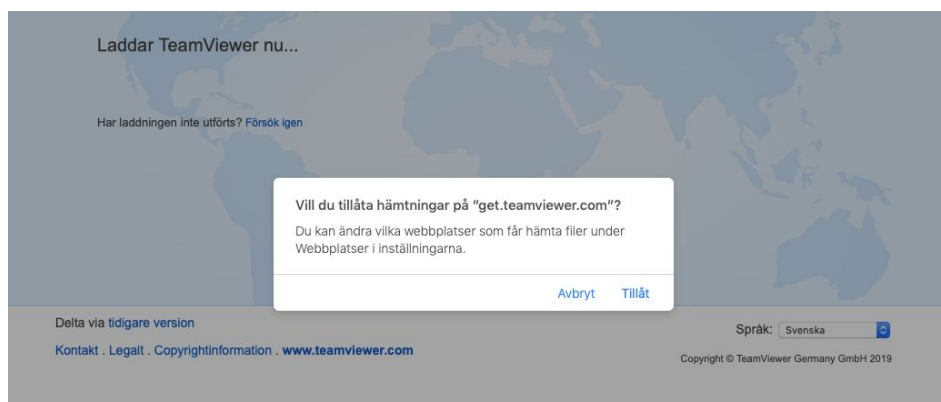 Laddar TeamViewer nu...
Har laddningen inte utförts? Försök igen
Vill du tillåta hämtningar på "get.teamviewer.com"?
Du kan ändra vilka webbplatser som får hämta filer under
Webbplatser i inställningarna.
Avbryt Tillåt
Delta via tidigare version
Språk: Svenska
Kontakt . Legalt . Copyrightinformation . www.teamviewer.com
Copyright © TeamViewer Germany GmbH 2019